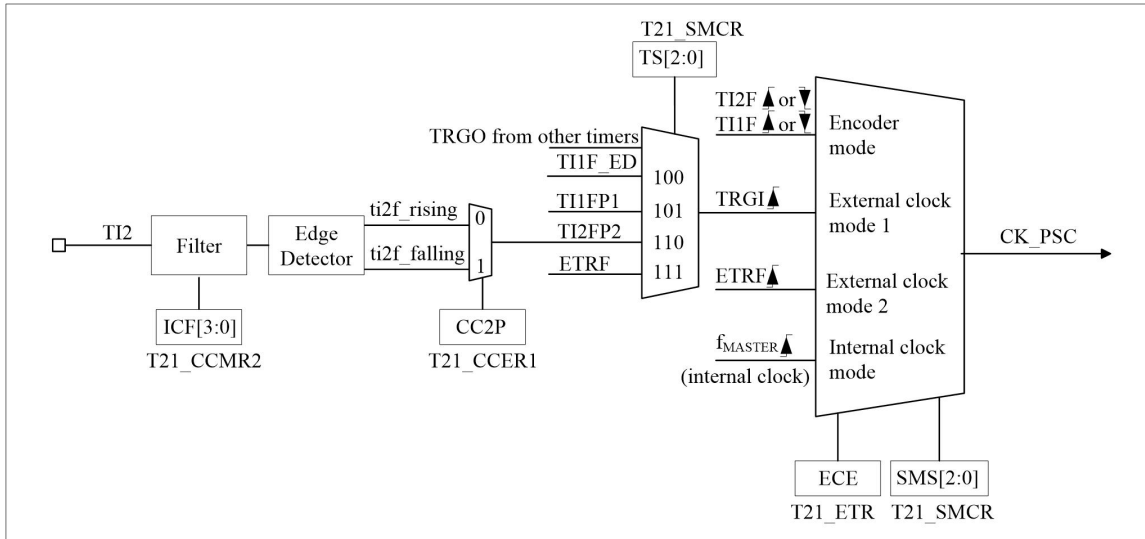 T21_SMCR
TS[2:0]
TRGO from other timers
TI1F_ED
TI1FP1
TI2FP2
ETRF
100
101
110
111
TI2
Filter
ICF[3:0]
T21_CCMR2
Edge
Detector
ti2f_rising
ti2f_falling
0
1
CC2P
T21_CCER1
TI2F or
TI1F or
TRGI
ETRF
fMASTER
(internal clock)
Encoder
mode
External clock
mode 1
External clock
mode 2
Internal clock
mode
CK_PSC
ECE
T21_ETR
SMS[2:0]
T21_SMCR